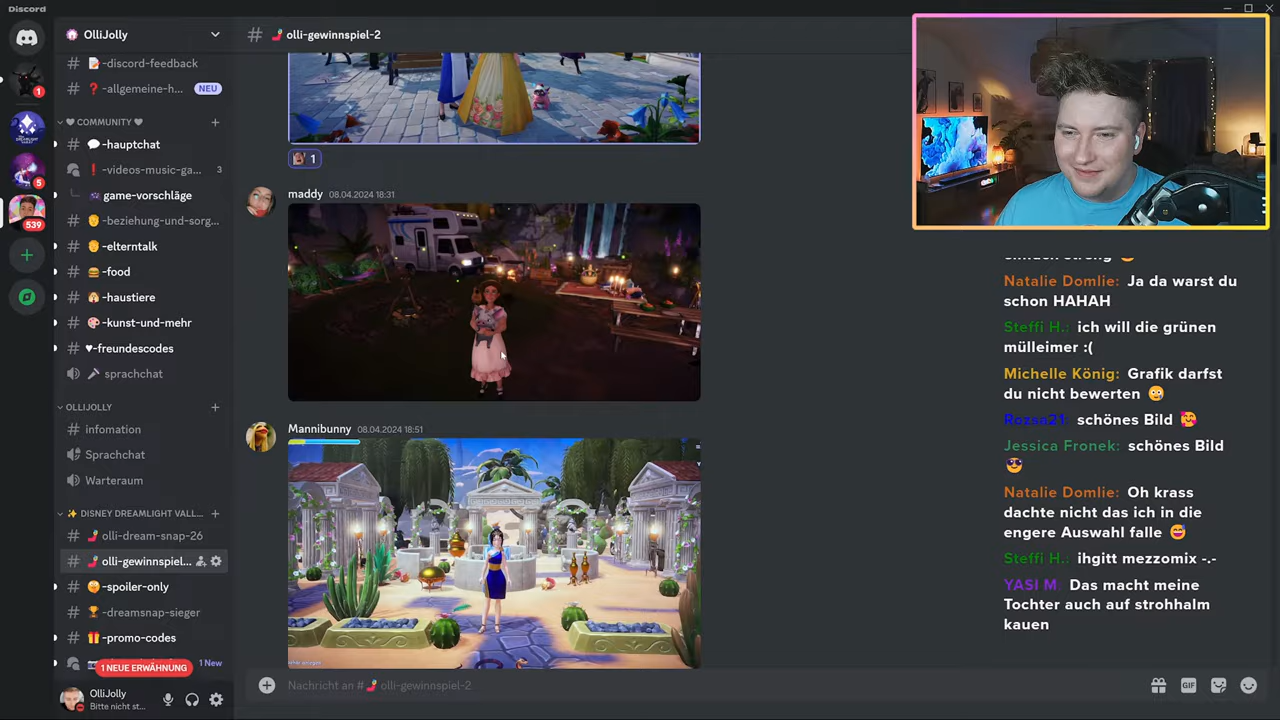 Discord
OlliJolly
# olli-gewinnspiel-2
-discord-feedback
-allgemeine-h...
NEU
COMMUNITY
-hauptchat
-videos-music-ga...
3
game-vorschläge
-beziehung-und-sorg...
-elterntalk
-food
-haustiere
-kunst-und-mehr
-freundescodes
sprachchat
OLLIJOLLY
infomation
Sprachchat
Warteraum
DISNEY DREAMLIGHT VALL...
olli-dream-snap-26
olli-gewinnspiel...
-spoiler-only
-dreamsnap-sieger
-promo-codes
1 New
1 NEUE ERWÄHNUNG
OlliJolly
Bitte nicht st...
1
5
539
1
maddy 08.04.2024 18:31
Mannibunny 08.04.2024 18:51
Nachricht an # olli-gewinnspiel-2
GIF
Natalie Domlie: Ja da warst du
schon HAHAH
Steffi H.: ich will die grünen
mülleimer :(
Michelle König: Grafik darfst
du nicht bewerten
Rozsa21: schönes Bild
Jessica Fronek: schönes Bild
Natalie Domlie: Oh krass
dachte nicht das ich in die
engere Auswahl falle
Steffi H.: ihgitt mezzomix -.-
YASI M. Das macht meine
Tochter auch auf strohhalm
kauen